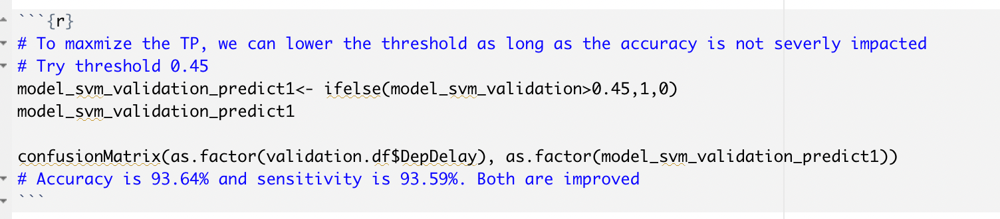 ```{r}
# To maxmize the TP, we can lower the threshold as long as the accuracy is not severly impacted
# Try threshold 0.45
model_svm_validation_predict1<- ifelse(model_svm_validation>0.45,1,0)
model_svm_validation_predict1
confusionMatrix(as.factor(validation.df$DepDelay), as.factor(model_svm_validation_predict1))
# Accuracy is 93.64% and sensitivity is 93.59%. Both are improved
```